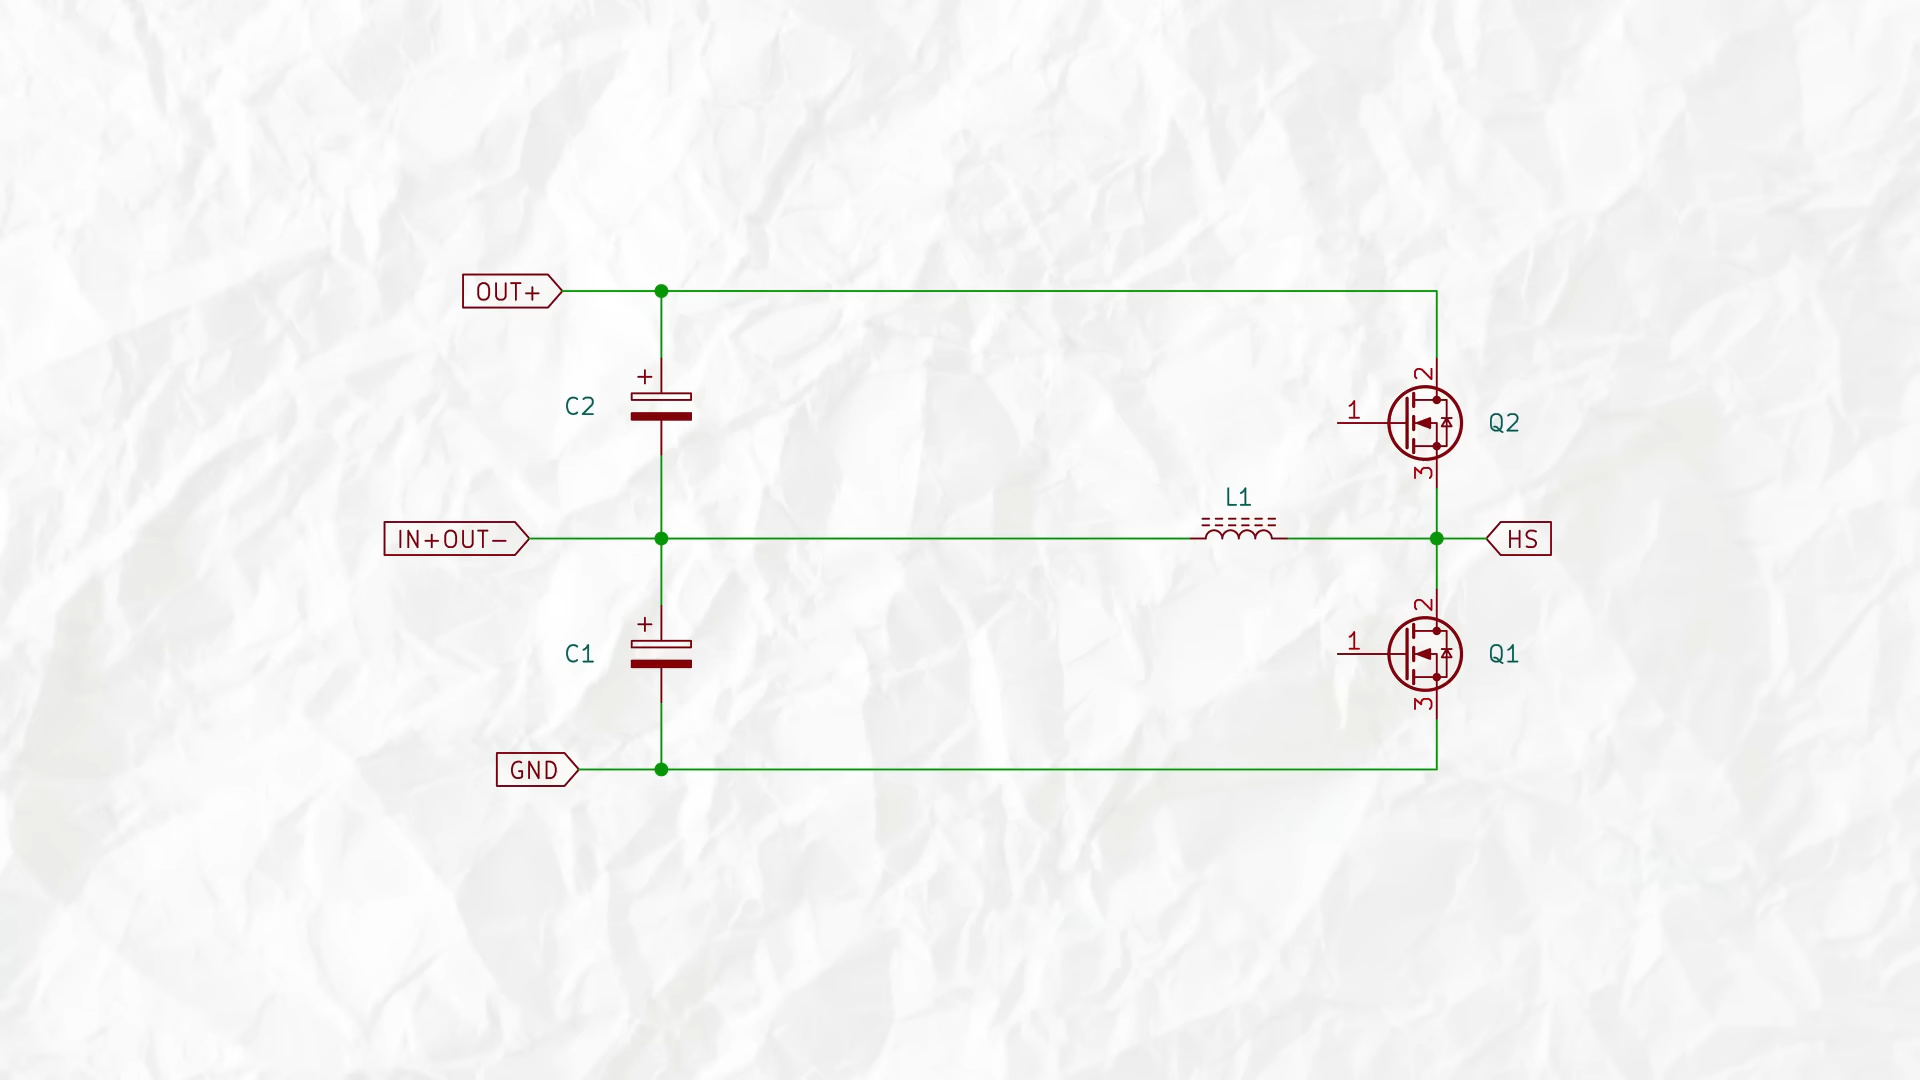 OUT+
2
+
C2
1
Q2
3
L1
IN+OUT-
HS
2
+
C1
1
Q1
3
GND